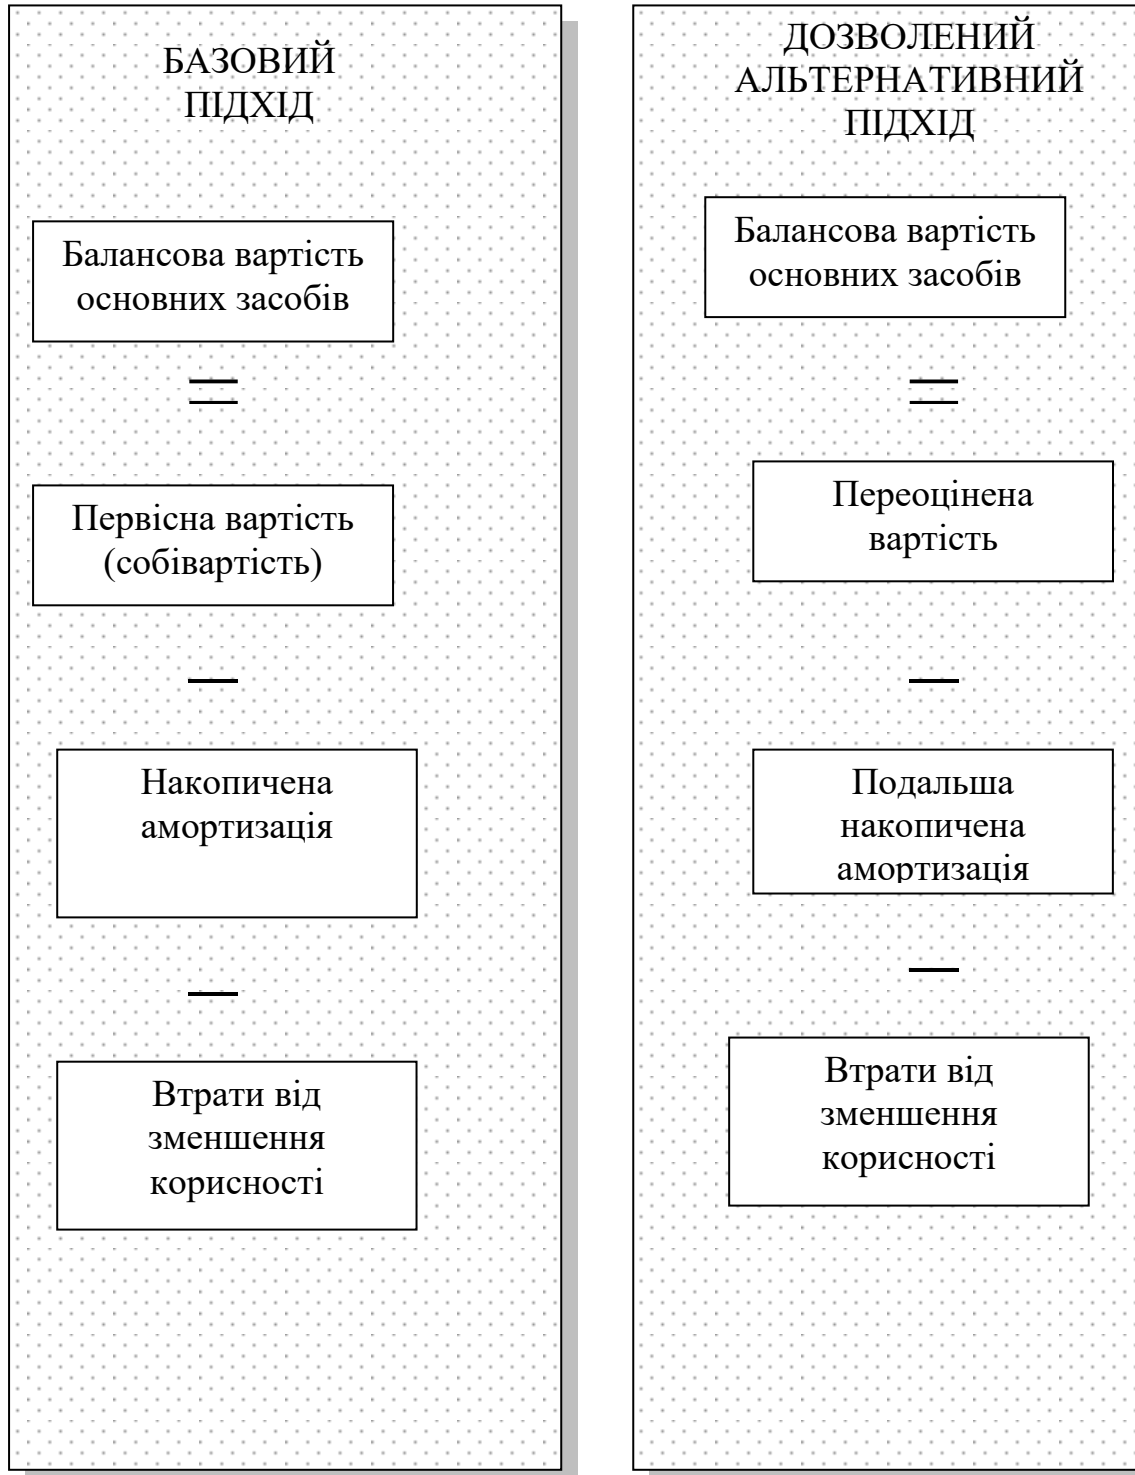 БАЗОВИЙ
ПІДХІД
Балансова вартість
основних засобів
=
Первісна вартість
(собівартість)
—
Накопичена
амортизація
—
Втрати від
зменшення
корисності
ДОЗВОЛЕНИЙ
АЛЬТЕРНАТИВНИЙ
ПІДХІД
Балансова вартість
основних засобів
=
Переоцінена
вартість
—
Подальша
накопичена
амортизація
—
Втрати від
зменшення
корисності